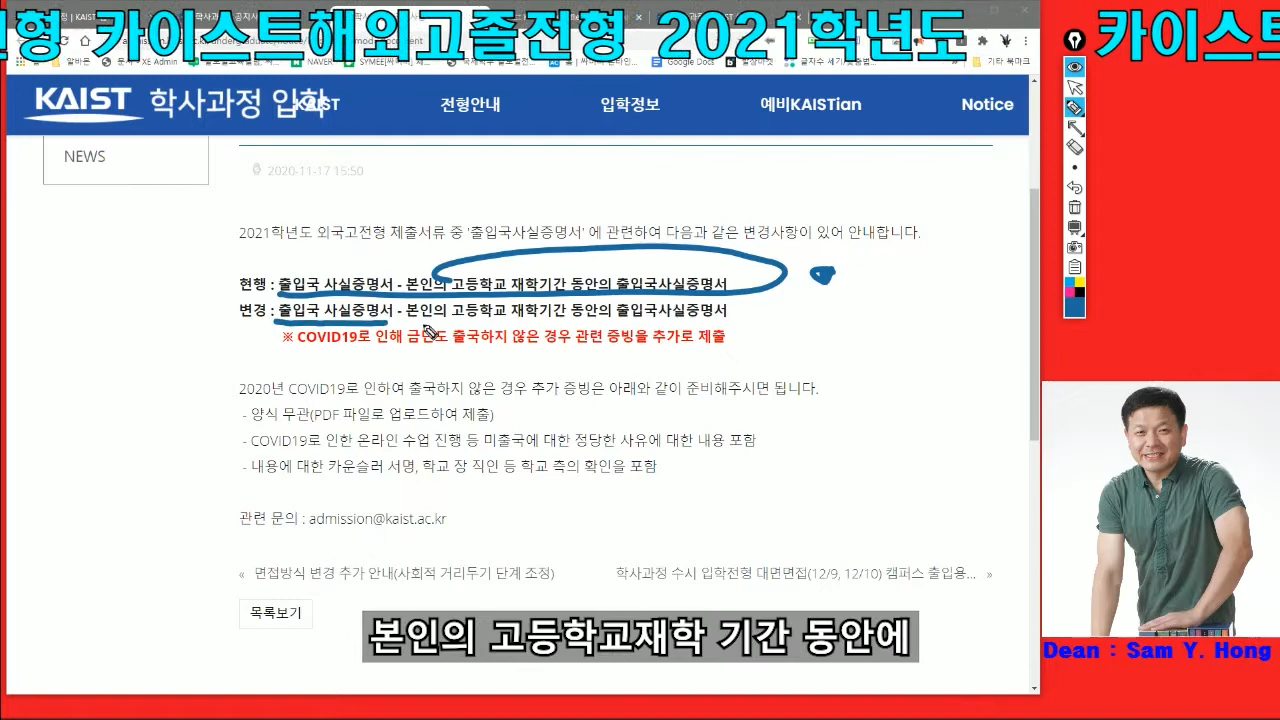 카이스트해외고졸전형 2021학년도 카이스트
NAVER
Google Docs
기타 북마크
KAIST 학사과정 입학
KAIST 전형안내 입학정보 예비KAISTian Notice
NEWS
2020-11-17 15:50
2021학년도 외국고전형 제출서류 중 '출입국사실증명서' 에 관련하여 다음과 같은 변경사항이 있어 안내합니다.
현행 : 출입국 사실증명서 - 본인의 고등학교 재학기간 동안의 출입국사실증명서
변경 : 출입국 사실증명서 - 본인의 고등학교 재학기간 동안의 출입국사실증명서
※ COVID19로 인해 금년도 출국하지 않은 경우 관련 증빙을 추가로 제출
2020년 COVID19로 인하여 출국하지 않은 경우 추가 증빙은 아래와 같이 준비해주시면 됩니다.
- 양식 무관(PDF 파일로 업로드하여 제출)
- COVID19로 인한 온라인 수업 진행 등 미출국에 대한 정당한 사유에 대한 내용 포함
- 내용에 대한 카운슬러 서명, 학교 장 직인 등 학교 측의 확인을 포함
관련 문의 : admission@kaist.ac.kr
« 면접방식 변경 추가 안내(사회적 거리두기 단계 조정)
학사과정 수시 입학전형 대면면접(12/9, 12/10) 캠퍼스 출입용... »
목록보기
본인의 고등학교재학 기간 동안에
Dean : Sam Y. Hong